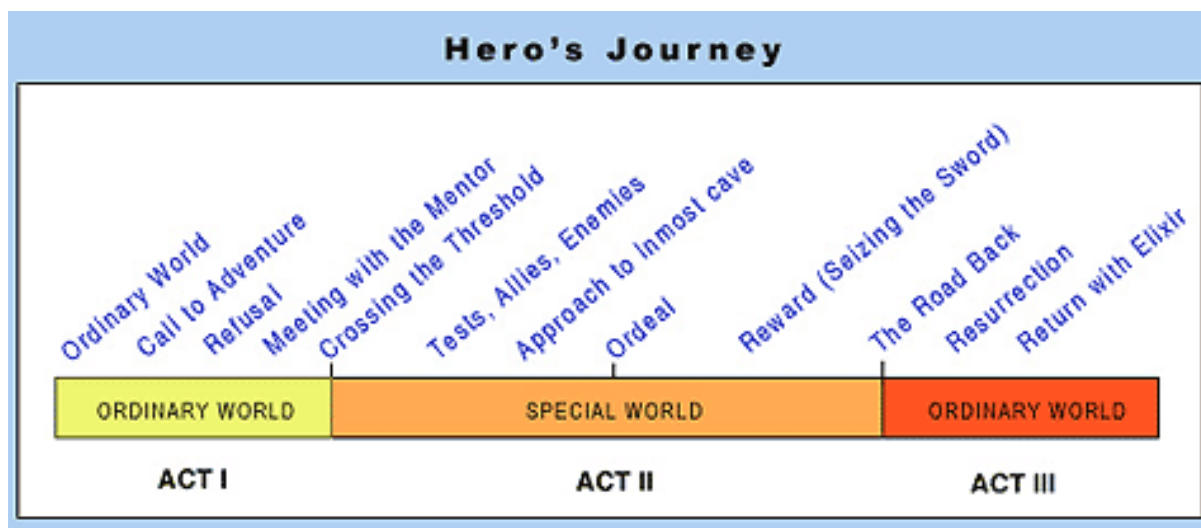 Hero's Journey
Ordinary World
Call to Adventure
Refusal
Meeting with the Mentor
Crossing the Threshold
Tests, Allies, Enemies
Approach to Inmost cave
Ordeal
Reward (Seizing the Sword)
The Road Back
Resurrection
Return with Elixir
ORDINARY WORLD
SPECIAL WORLD
ORDINARY WORLD
ACT I
ACT II
ACT III